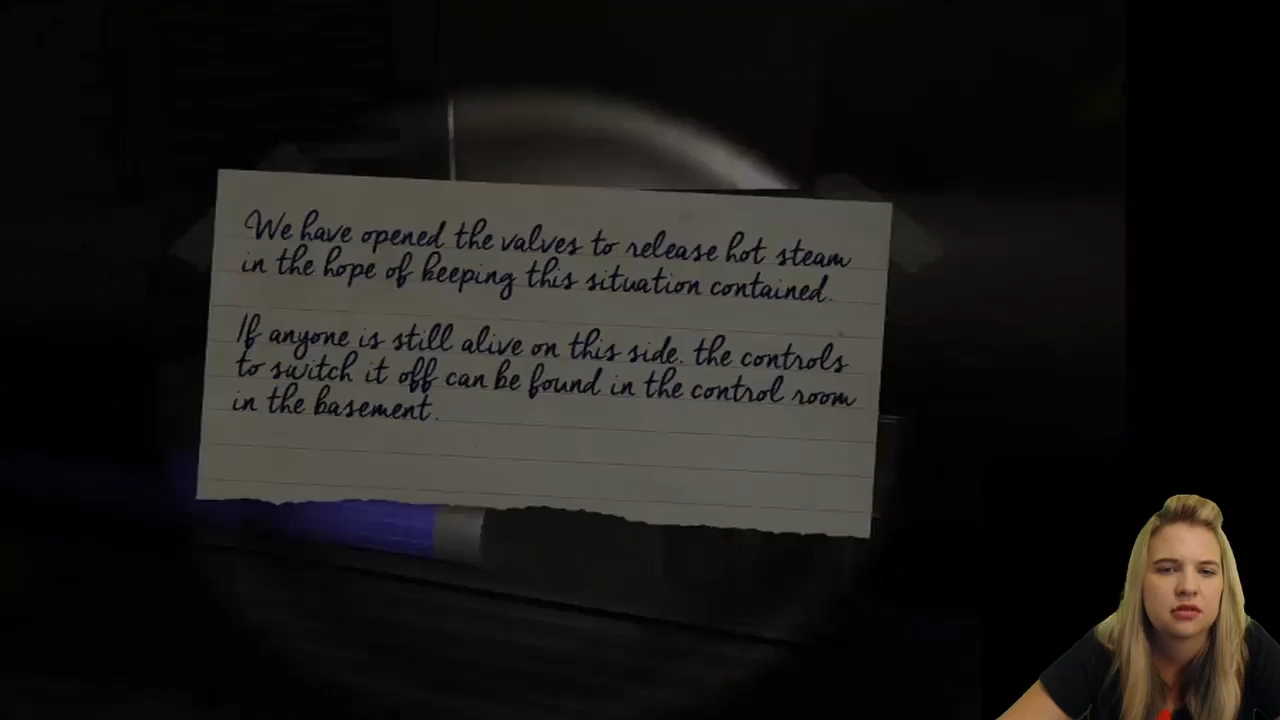 We have opened the valves to release hot steam
in the hope of keeping this situation contained.
If anyone is still alive on this side. the controls
to switch it off can be found in the control room
in the basement.